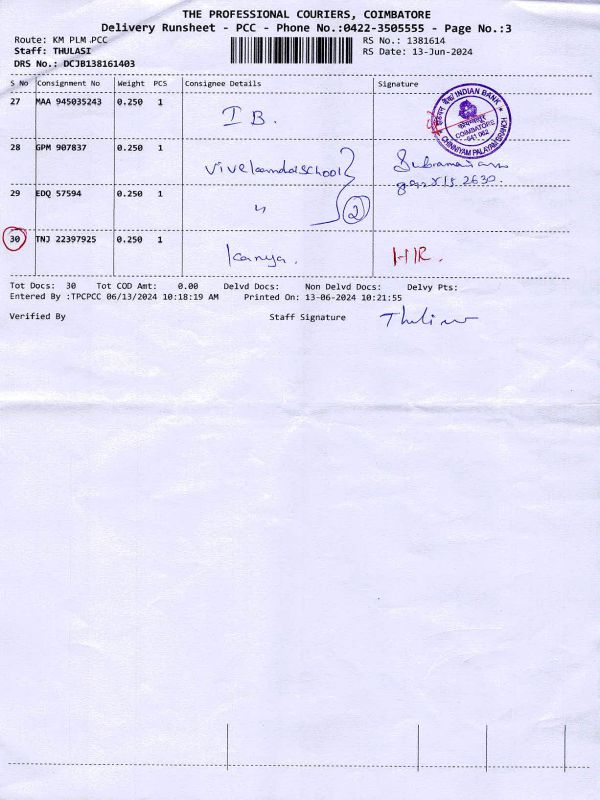 THE PROFESSIONAL COURIERS, COIMBATORE
Delivery Runsheet - PCC - Phone No.:0422-3505555 - Page No.:3
Route: KM PLM.PCC RS No.: 1381614
Staff: THULASI RS Date: 13-Jun-2024
DRS No.: DCJB138161403
S No Consignment No Weight PCS Consignee Details Signature
27 MAA 945035243 0.250 1 I B.
INDIAN BANK
COIMBATORE
641 062
CHINNIYAM PALAYAM BRANCH
28 GPM 907837 0.250 1
29 EDQ 57594 0.250 1 " 2
30 TNJ 22397925 0.250 1 Kanya. HR.
Tot Docs: 30 Tot COD Amt: 0.00 Delvd Docs: Non Delvd Docs: Delvy Pts:
Entered By :TPCPCC 06/13/2024 10:18:19 AM Printed On: 13-06-2024 10:21:55
Verified By Staff Signature